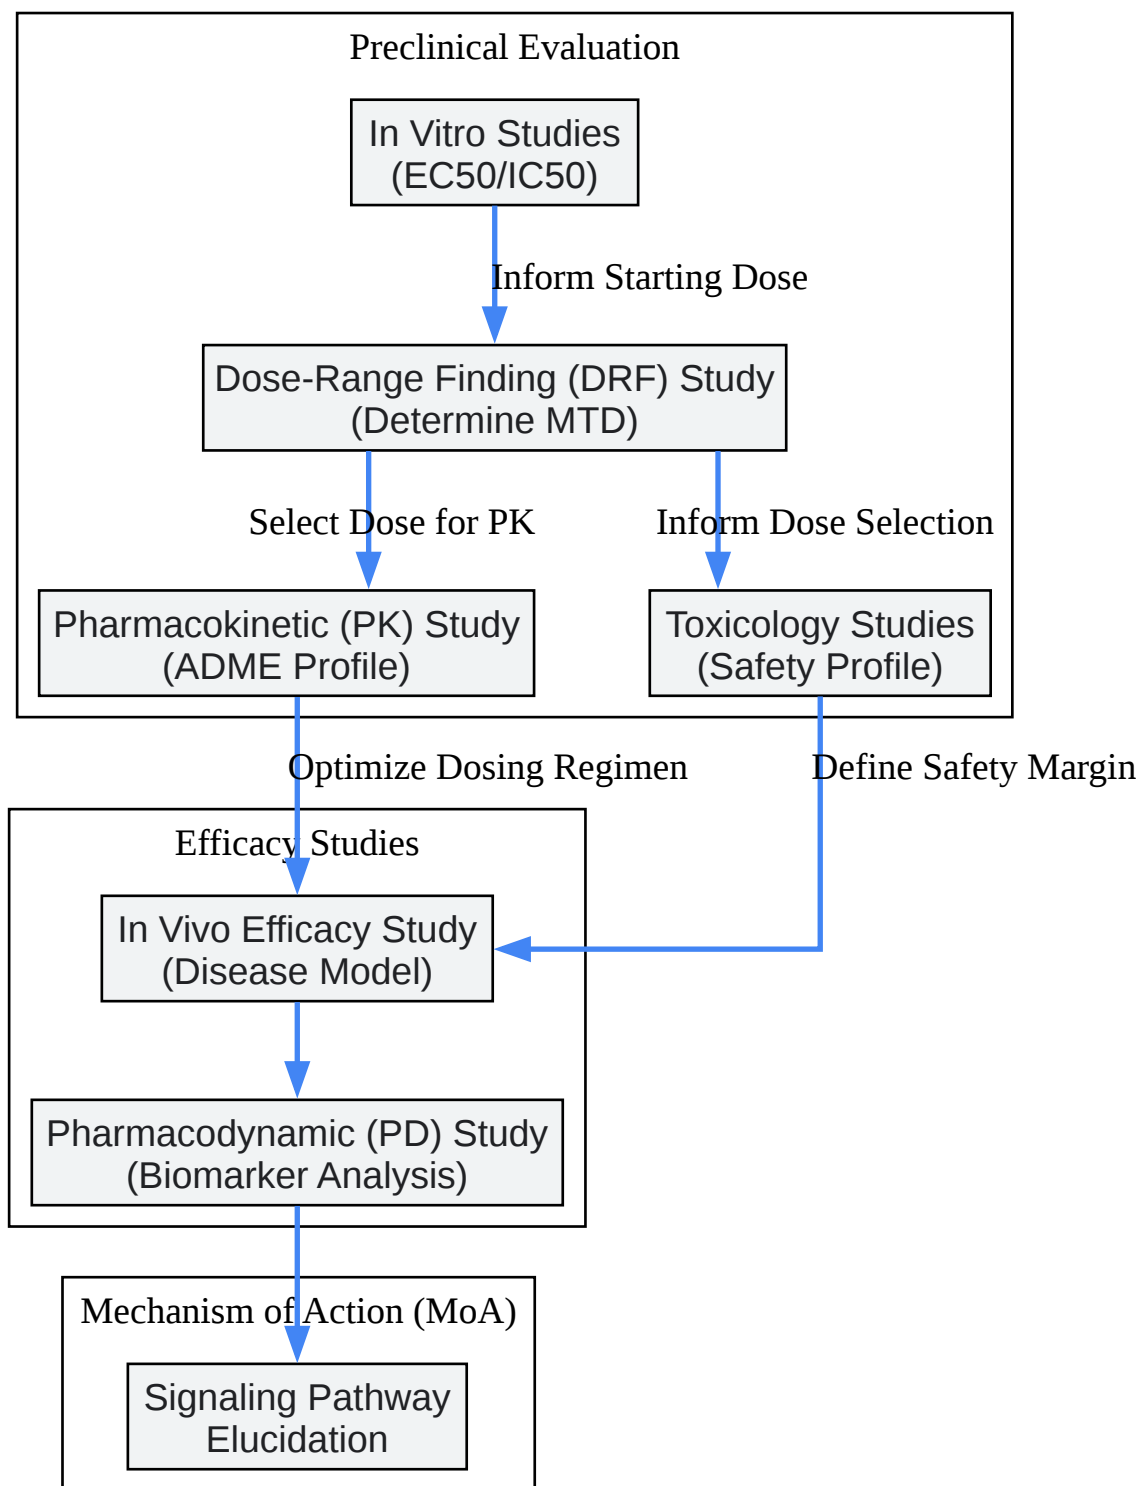 Preclinical Evaluation
In Vitro Studies
(EC50/IC50)
Inform Starting Dose
Dose-Range Finding (DRF) Study
(Determine MTD)
Select Dose for PK
Inform Dose Selection
Pharmacokinetic (PK) Study
(ADME Profile)
Toxicology Studies
(Safety Profile)
Optimize Dosing Regimen
Define Safety Margin
Efficacy Studies
In Vivo Efficacy Study
(Disease Model)
Pharmacodynamic (PD) Study
(Biomarker Analysis)
Mechanism of Action (MoA)
Signaling Pathway
Elucidation